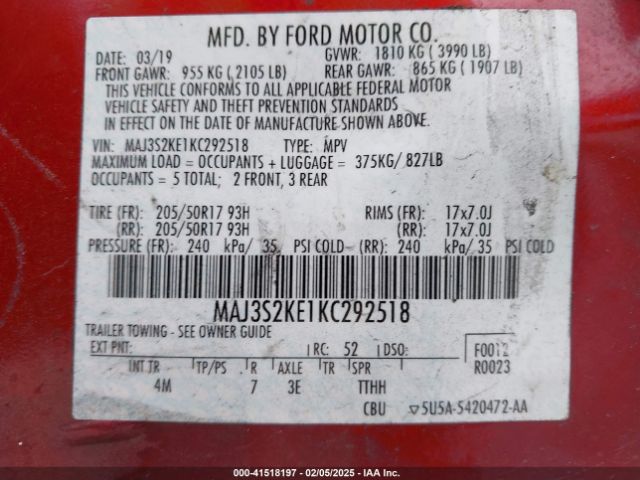 MFD. BY FORD MOTOR CO.
DATE: 03/19 GVWR: 1810 KG ( 3990 LB)
FRONT GAWR: 955 KG ( 2105 LB) REAR GAWR: 865 KG ( 1907 LB)
THIS VEHICLE CONFORMS TO ALL APPLICABLE FEDERAL MOTOR
VEHICLE SAFETY AND THEFT PREVENTION STANDARDS
IN EFFECT ON THE DATE OF MANUFACTURE SHOWN ABOVE.
VIN: MAJ3S2KE1KC292518 TYPE: MPV
MAXIMUM LOAD = OCCUPANTS + LUGGAGE = 375KG/ 827LB
OCCUPANTS = 5 TOTAL; 2 FRONT, 3 REAR
TIRE (FR): 205/50R17 93H RIMS (FR): 17x7.0J
(RR): 205/50R17 93H (RR): 17x7.0J
PRESSURE (FR): 240 kPa/ 35 PSI COLD (RR): 240 kPa/ 35 PSI COLD
MAJ3S2KE1KC292518
TRAILER TOWING - SEE OWNER GUIDE
EXT PNT: RC: 52 DSO: F0012
R0023
INT TR TP/PS R AXLE TR SPR
4M 7 3E TTHH
CBU ▽5U5A-5420472-AA
000-41518197 - 02/05/2025 - IAA Inc.